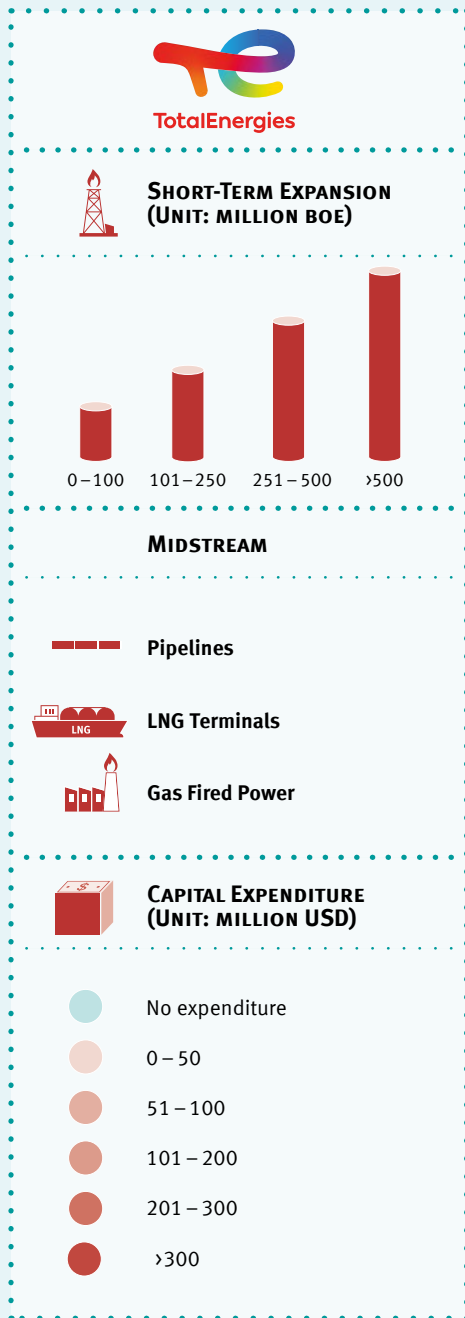 TotalEnergies
SHORT-TERM EXPANSION
(UNIT: MILLION BOE)
0–100 101–250 251–500 >500
MIDSTREAM
Pipelines
LNG
LNG Terminals
Gas Fired Power
$
CAPITAL EXPENDITURE
(UNIT: MILLION USD)
No expenditure
0–50
51–100
101–200
201–300
>300